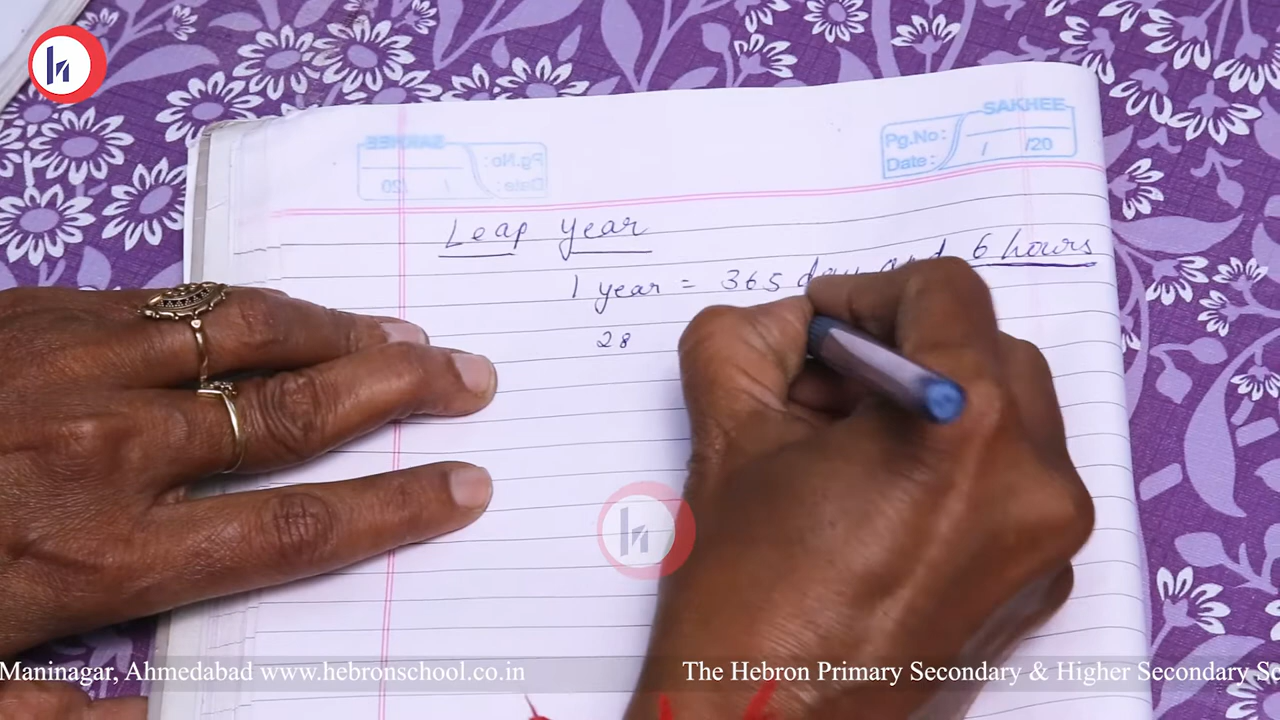 SAKHEE
Pg.No:
Date: / /20
Leap Year
1 year = 365 days and 6 hours
28
Maninagar, Ahmedabad www.hebronschool.co.in The Hebron Primary Secondary & Higher Secondary